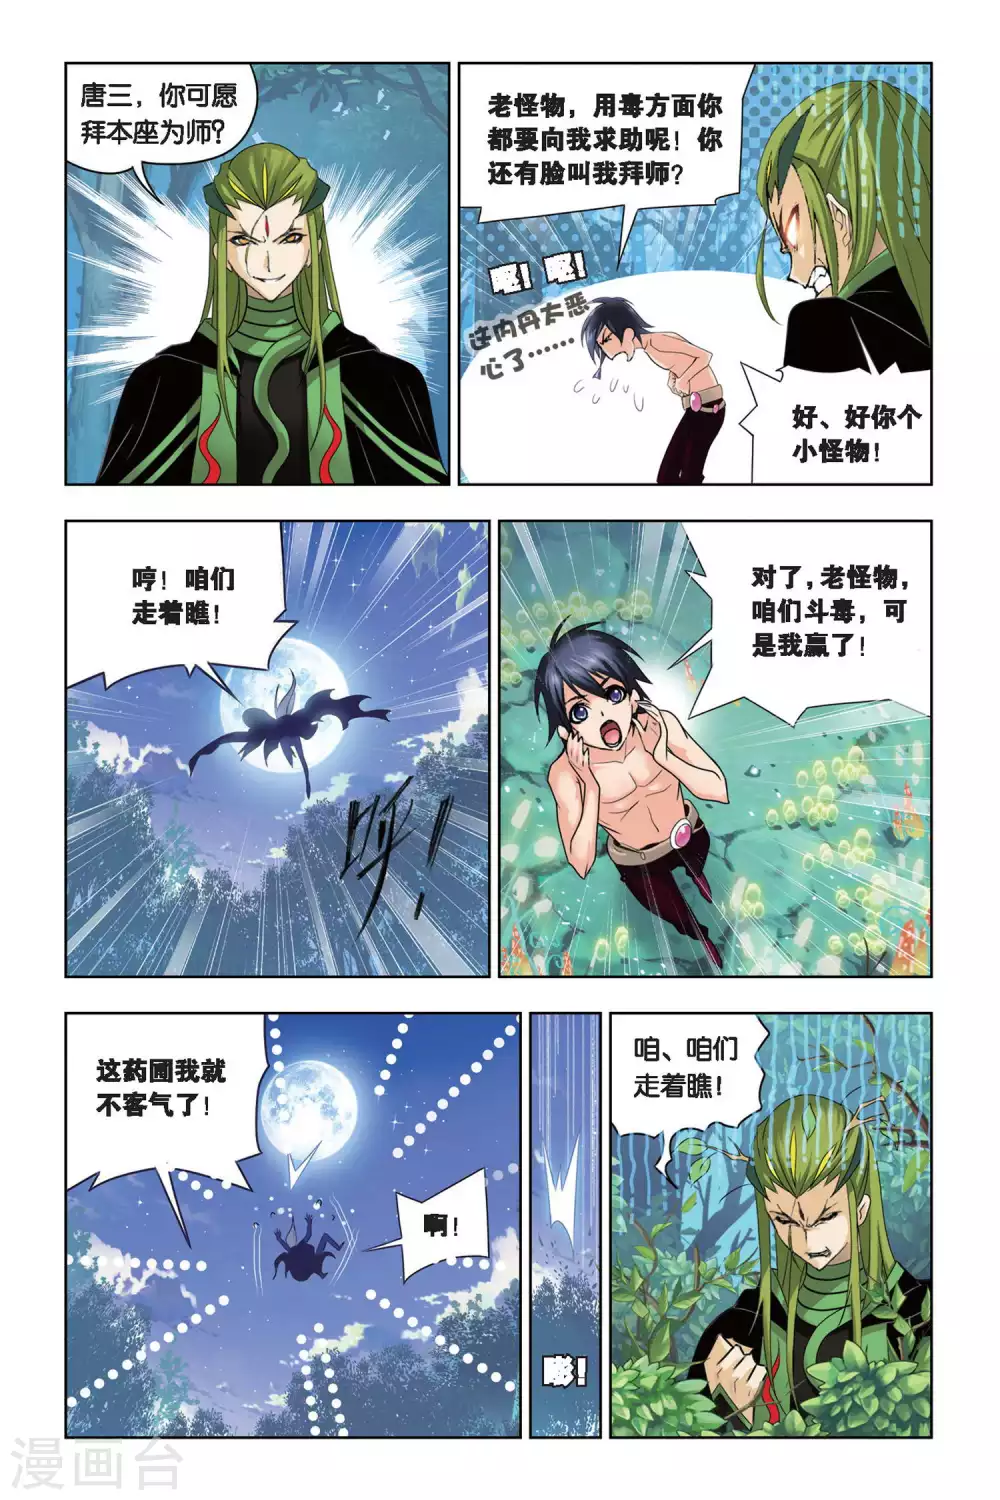 唐三，你可愿
拜本座为师？
老怪物，用毒方面你
都要向我求助呢！你
还有脸叫我拜师？
呕！呕！
这内丹太恶
心了……
好、好你个
小怪物！
哼！咱们
走着瞧！
呼！
对了，老怪物，
咱们斗毒，可
是我赢了！
这药圃我就
不客气了！
啊！
嘭！
咱、咱们
走着瞧！
漫画台